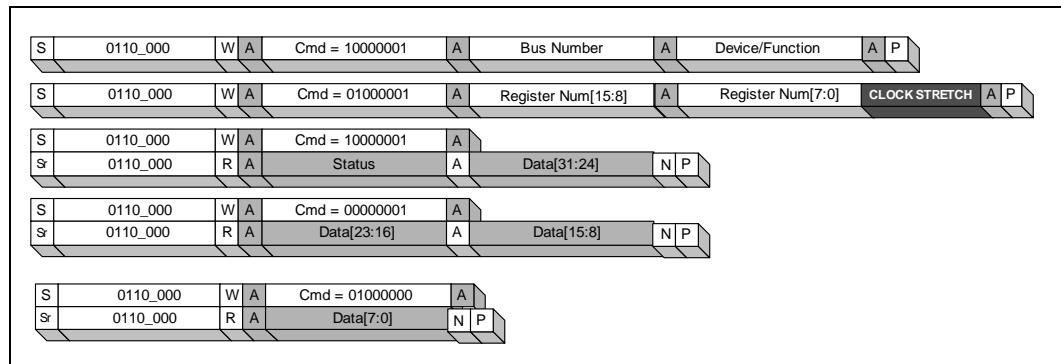 S 0110_000 W A Cmd = 10000001 A Bus Number A Device/Function A P
S 0110_000 W A Cmd = 01000001 A Register Num[15:8] A Register Num[7:0] CLOCK STRETCH A P
S 0110_000 W A Cmd = 10000001 A
Sr 0110_000 R A Status A Data[31:24] N P
S 0110_000 W A Cmd = 00000001 A
Sr 0110_000 R A Data[23:16] A Data[15:8] N P
S 0110_000 W A Cmd = 01000000 A
Sr 0110_000 R A Data[7:0] N P